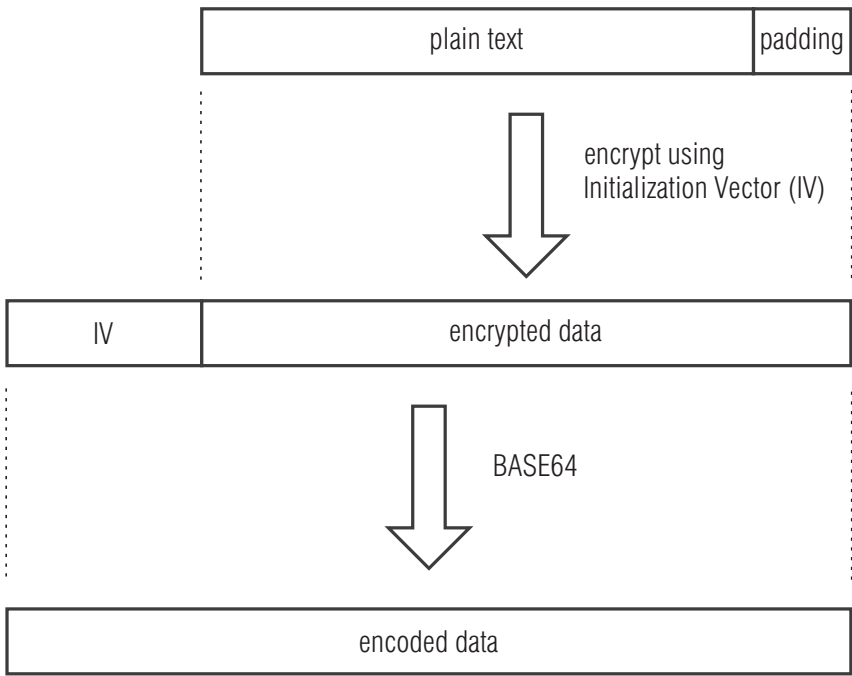 plain text
padding
encrypt using
Initialization Vector (IV)
IV
encrypted data
BASE64
encoded data